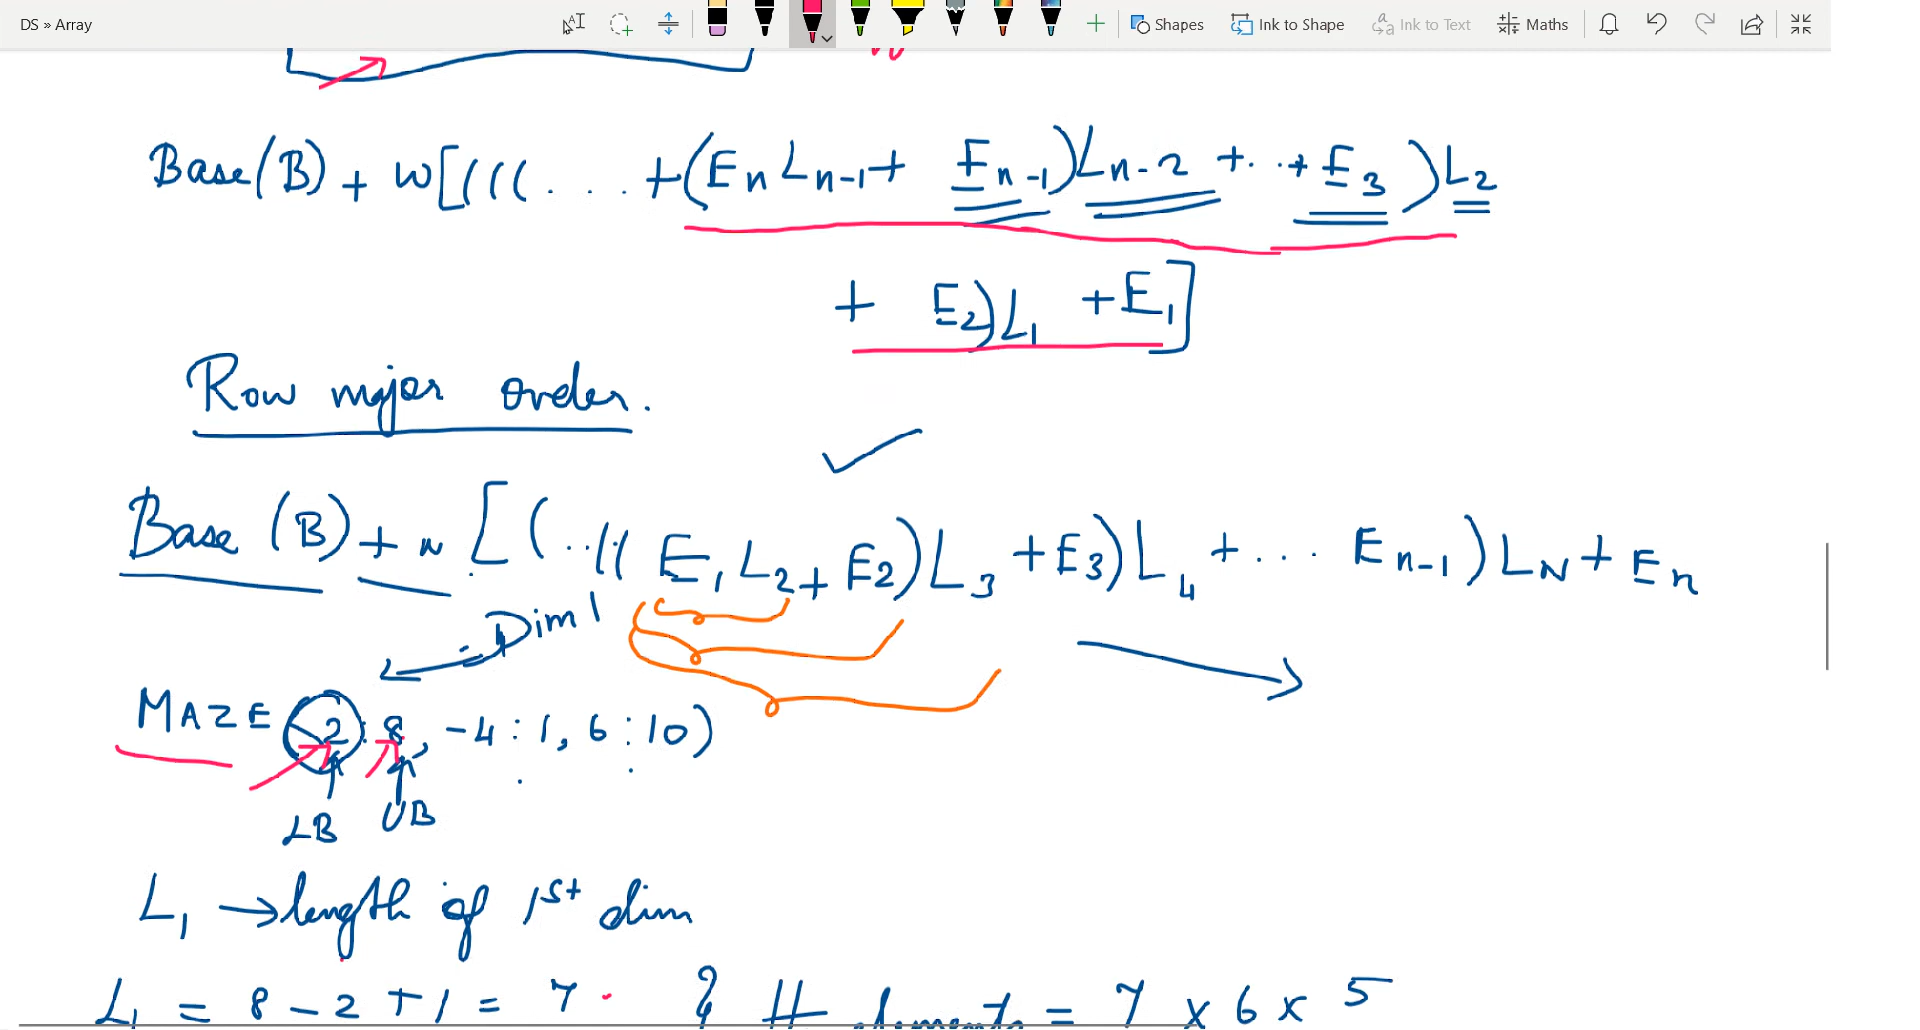 DS » Array
Shapes Ink to Shape Ink to Text Maths
Base(B) + W[(((. . . . +(En Ln-1 + En-1)Ln-2 + . . + E3)L2
+ E2)L1 + E1]
Row major order.
Base (B) + w [(..((E1 L2 + E2)L3 + E3)L4 + . . . En-1)LN + En
Dim 1
MAZE (2:8, -4:1, 6:10)
LB UB
L1 → length of 1st dim
L1 = 8 - 2 + 1 = 7 & # elements = 7 x 6 x 5